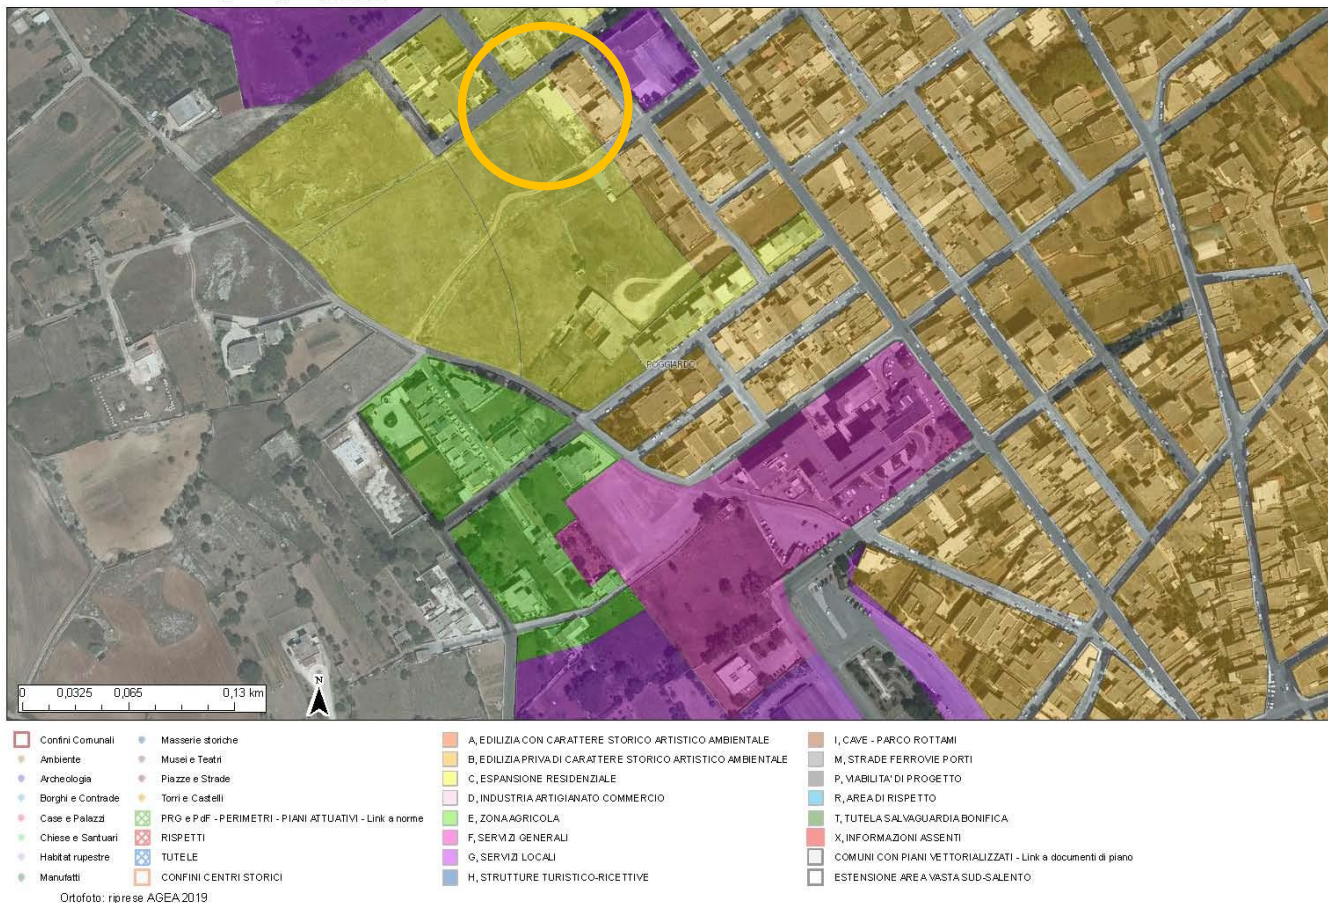 POGGIARDO
0 0,0325 0,065 0,13 km
N
Confini Comunali
Ambiente
Archeologia
Borghi e Contrade
Case e Palazzi
Chiese e Santuari
Habitat rupestre
Manufatti
Masserie storiche
Musei e Teatri
Piazze e Strade
Torri e Castelli
PRG e PdF - PERIMETRI - PIANI ATTUATIVI - Link a norme
RISPETTI
TUTELE
CONFINI CENTRI STORICI
A, EDILIZIA CON CARATTERE STORICO ARTISTICO AMBIENTALE
B, EDILIZIA PRIVA DI CARATTERE STORICO ARTISTICO AMBIENTALE
C, ESPANSIONE RESIDENZIALE
D, INDUSTRIA ARTIGIANATO COMMERCIO
E, ZONA AGRICOLA
F, SERVIZI GENERALI
G, SERVIZI LOCALI
H, STRUTTURE TURISTICO-RICETTIVE
I, CAVE - PARCO ROTTAMI
M, STRADE FERROVIE PORTI
P, VIABILITA' DI PROGETTO
R, AREA DI RISPETTO
T, TUTELA SALVAGUARDIA BONIFICA
X, INFORMAZIONI ASSENTI
COMUNI CON PIANI VETTORIALIZZATI - Link a documenti di piano
ESTENSIONE AREA VASTA SUD-SALENTO
Ortofoto: riprese AGEA 2019